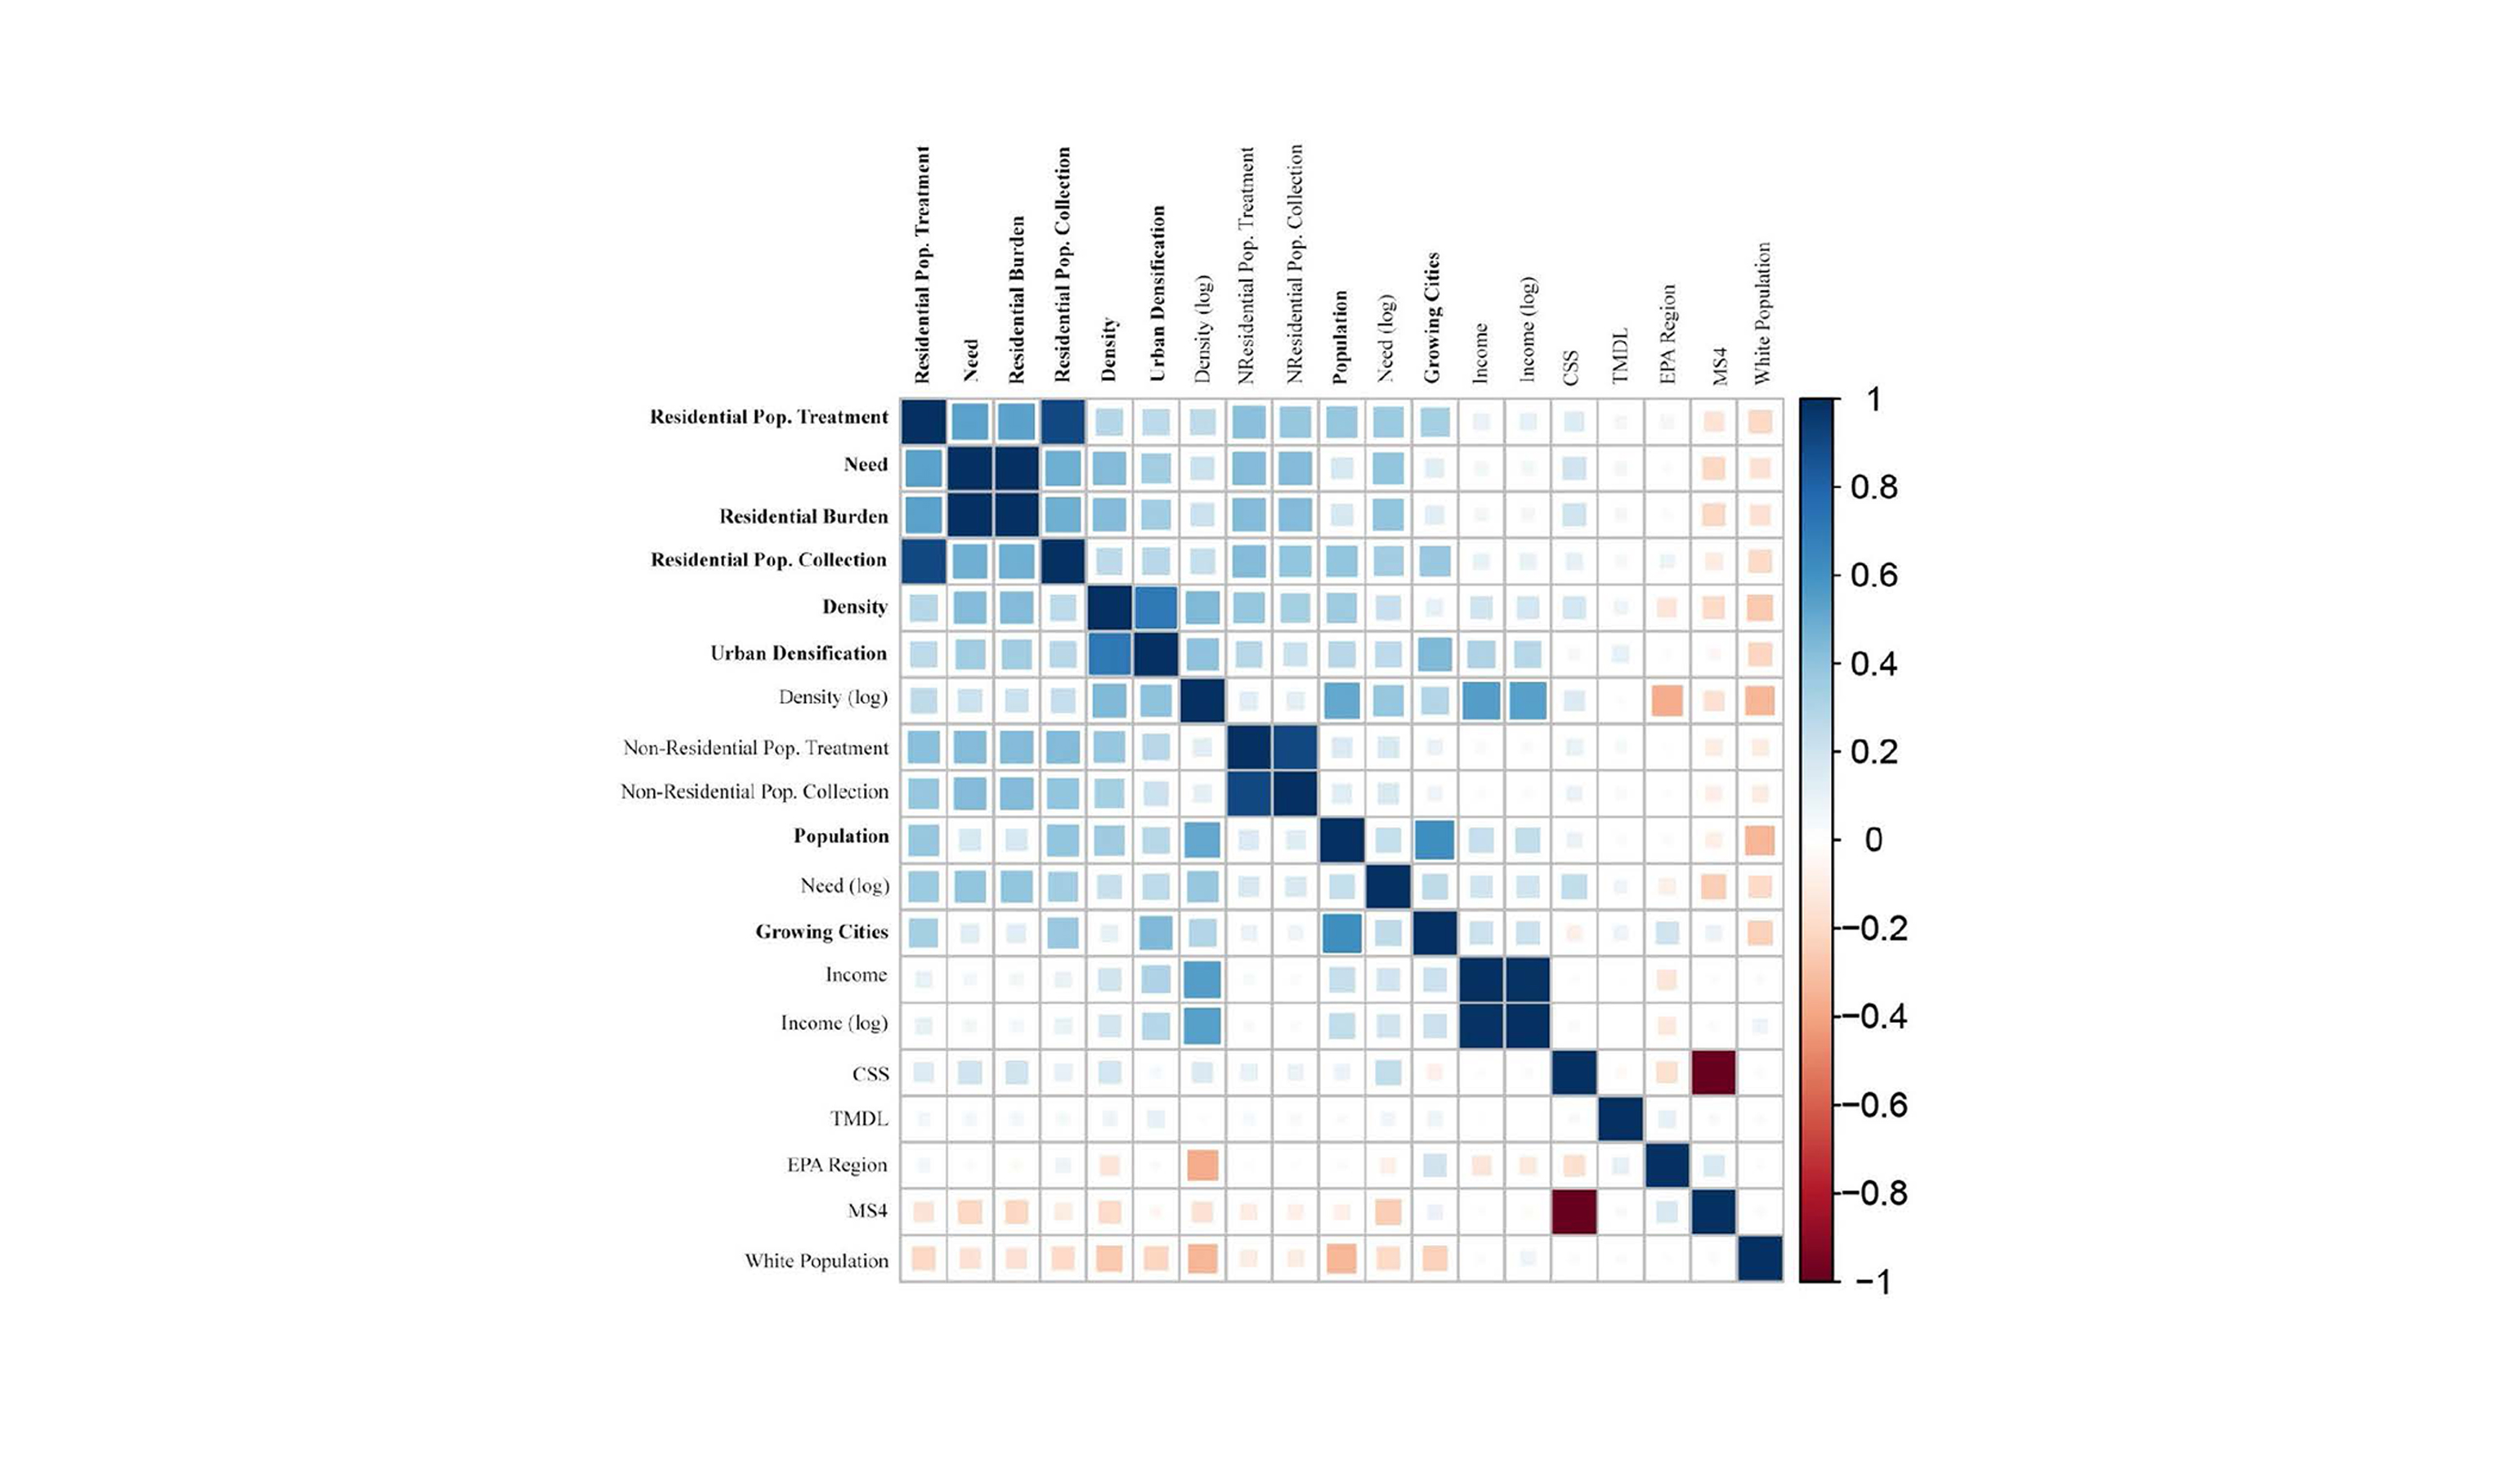 Residential Pop. Treatment
Need
Residential Burden
Residential Pop. Collection
Density
Urban Densification
Density (log)
NResidential Pop. Treatment
NResidential Pop. Collection
Population
Need (log)
Growing Cities
Income
Income (log)
CSS
TMDL
EPA Region
MS4
White Population
Residential Pop. Treatment
Need
Residential Burden
Residential Pop. Collection
Density
Urban Densification
Density (log)
Non-Residential Pop. Treatment
Non-Residential Pop. Collection
Population
Need (log)
Growing Cities
Income
Income (log)
CSS
TMDL
EPA Region
MS4
White Population
1
0.8
0.6
0.4
0.2
0
−0.2
−0.4
−0.6
−0.8
−1